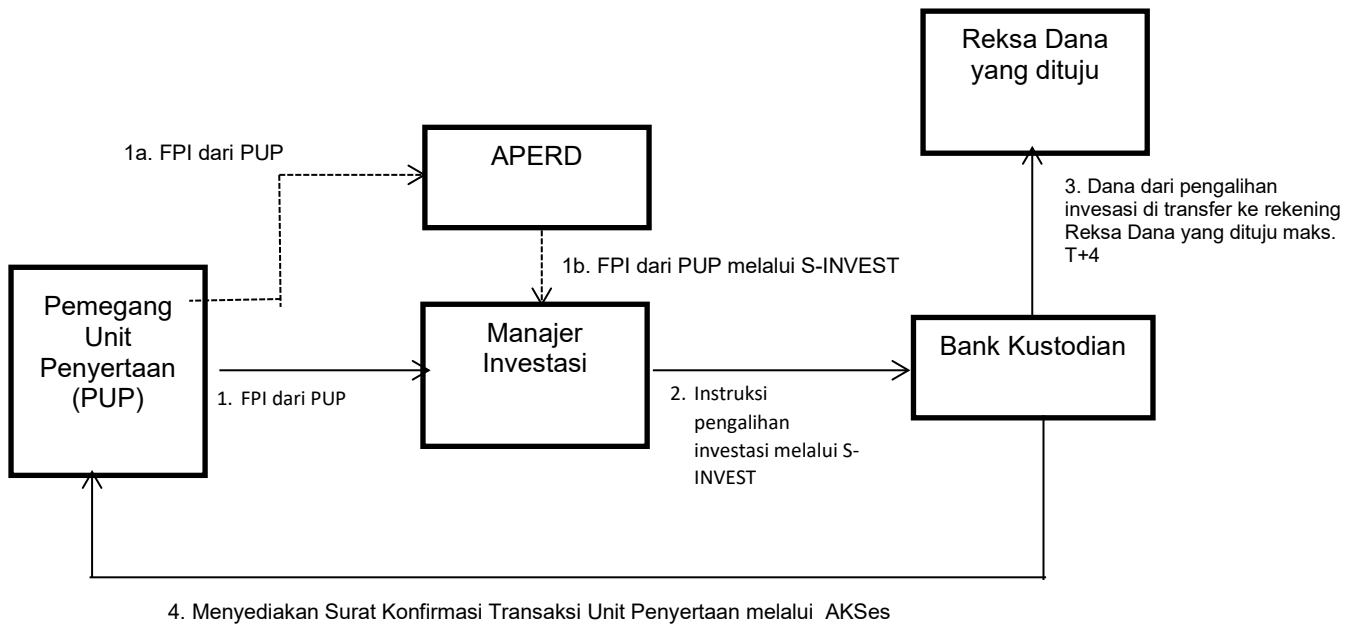 Reksa Dana
yang dituju
1a. FPI dari PUP
APERD
3. Dana dari pengalihan
invesasi di transfer ke rekening
Reksa Dana yang dituju maks.
T+4
1b. FPI dari PUP melalui S-INVEST
Pemegang
Unit
Penyertaan
(PUP)
Manajer
Investasi
Bank Kustodian
1. FPI dari PUP
2. Instruksi
pengalihan
investasi melalui S-
INVEST
4. Menyediakan Surat Konfirmasi Transaksi Unit Penyertaan melalui AKSes